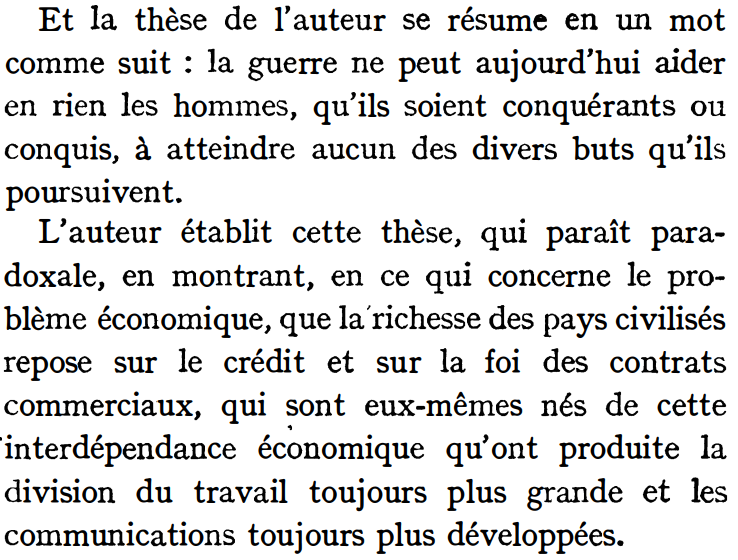 Et la thèse de l'auteur se résume en un mot
comme suit : la guerre ne peut aujourd'hui aider
en rien les hommes, qu'ils soient conquérants ou
conquis, à atteindre aucun des divers buts qu'ils
poursuivent.
L'auteur établit cette thèse, qui paraît para-
doxale, en montrant, en ce qui concerne le pro-
blème économique, que la richesse des pays civilisés
repose sur le crédit et sur la foi des contrats
commerciaux, qui sont eux-mêmes nés de cette
interdépendance économique qu'ont produite la
division du travail toujours plus grande et les
communications toujours plus développées.